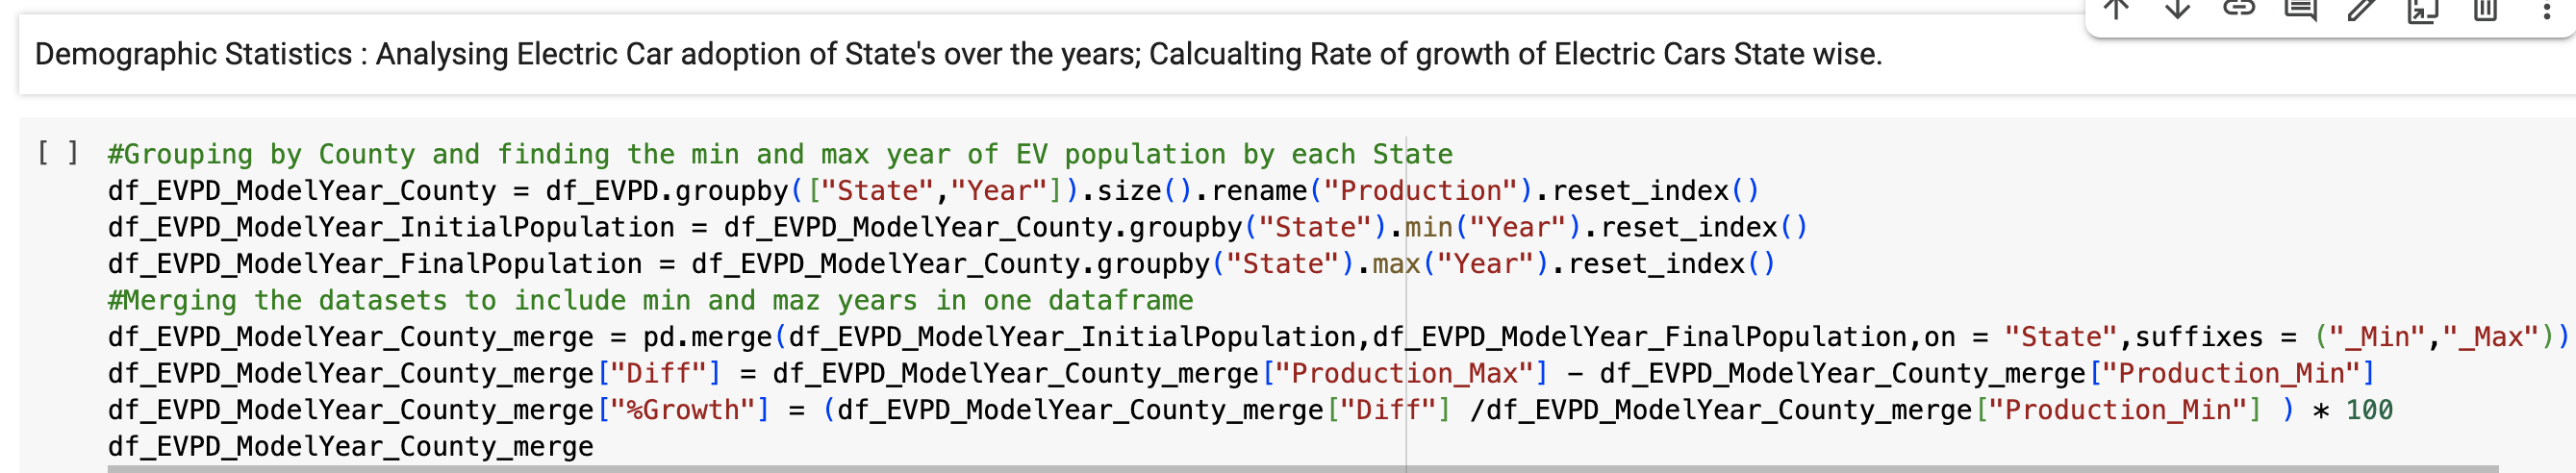 Demographic Statistics : Analysing Electric Car adoption of State's over the years; Calcualting Rate of growth of Electric Cars State wise.
[ ] #Grouping by County and finding the min and max year of EV population by each State
df_EVPD_ModelYear_County = df_EVPD.groupby(["State","Year"]).size().rename("Production").reset_index()
df_EVPD_ModelYear_InitialPopulation = df_EVPD_ModelYear_County.groupby("State").min("Year").reset_index()
df_EVPD_ModelYear_FinalPopulation = df_EVPD_ModelYear_County.groupby("State").max("Year").reset_index()
#Merging the datasets to include min and maz years in one dataframe
df_EVPD_ModelYear_County_merge = pd.merge(df_EVPD_ModelYear_InitialPopulation,df_EVPD_ModelYear_FinalPopulation,on = "State",suffixes = ("_Min","_Max"))
df_EVPD_ModelYear_County_merge["Diff"] = df_EVPD_ModelYear_County_merge["Production_Max"] - df_EVPD_ModelYear_County_merge["Production_Min"]
df_EVPD_ModelYear_County_merge["%Growth"] = (df_EVPD_ModelYear_County_merge["Diff"] /df_EVPD_ModelYear_County_merge["Production_Min"] ) * 100
df_EVPD_ModelYear_County_merge